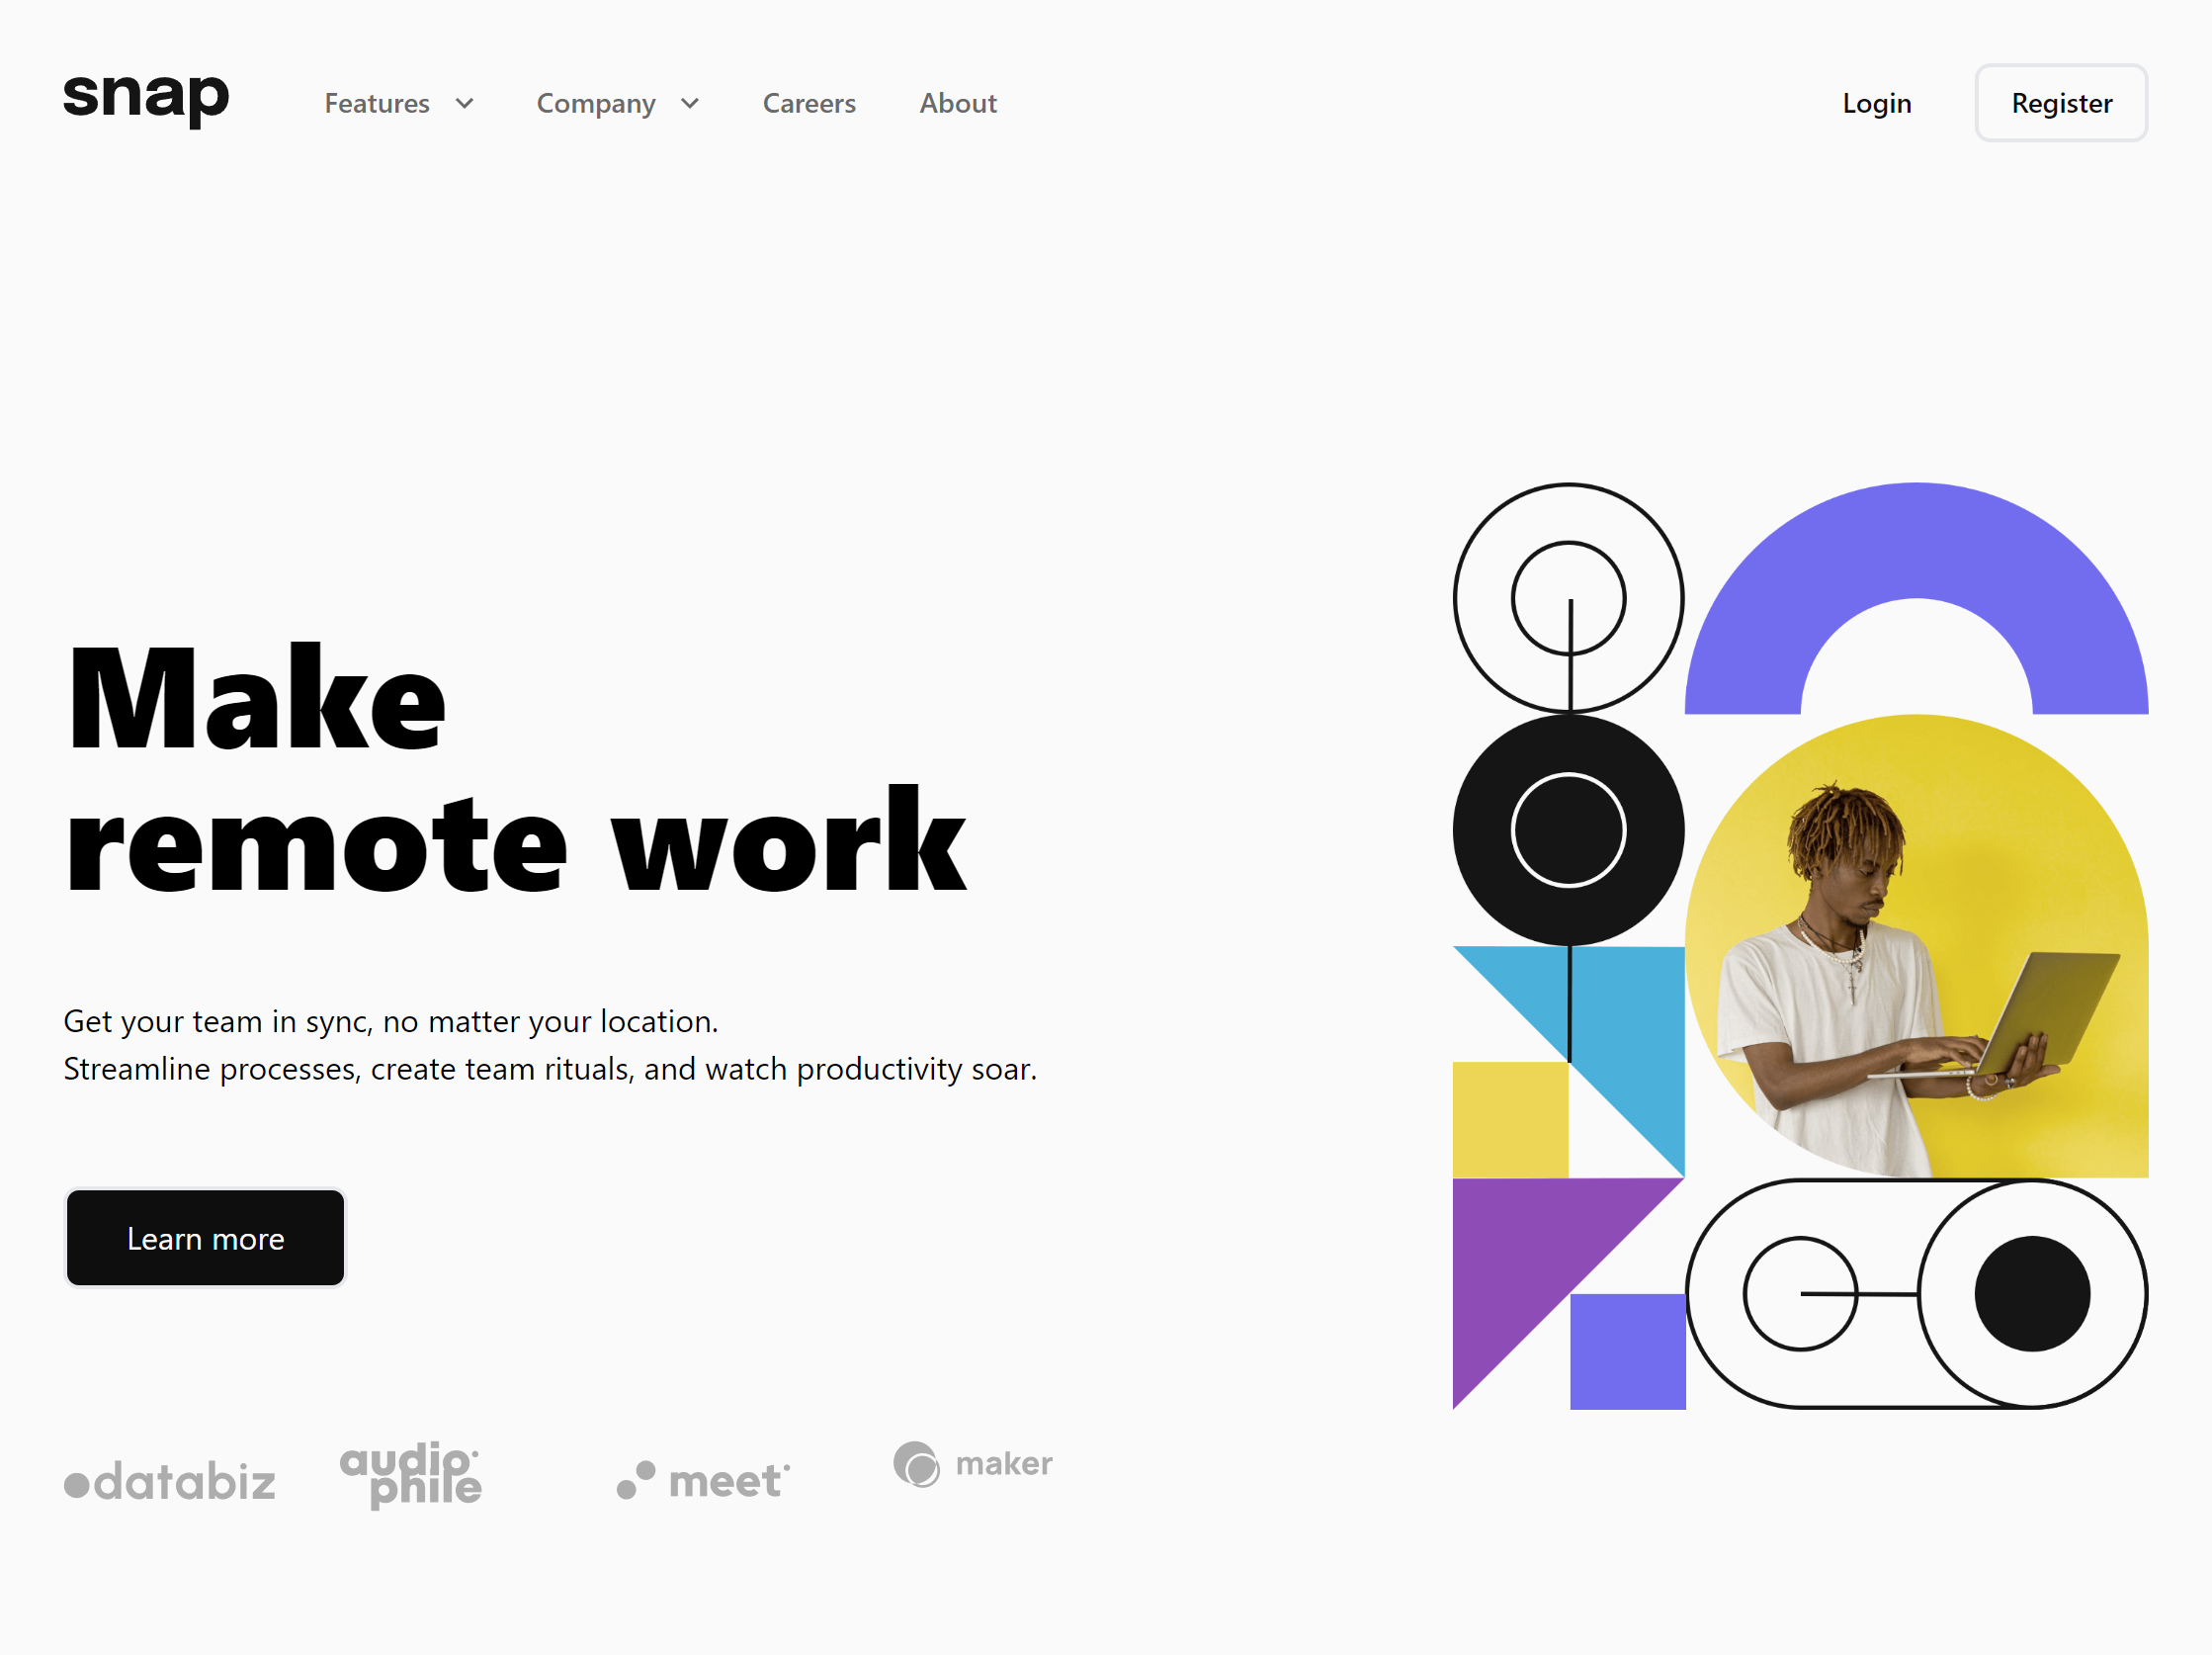 snap Features Company Careers About Login Register
Make
remote work
Get your team in sync, no matter your location.
Streamline processes, create team rituals, and watch productivity soar.
Learn more
databiz audiophile meet maker